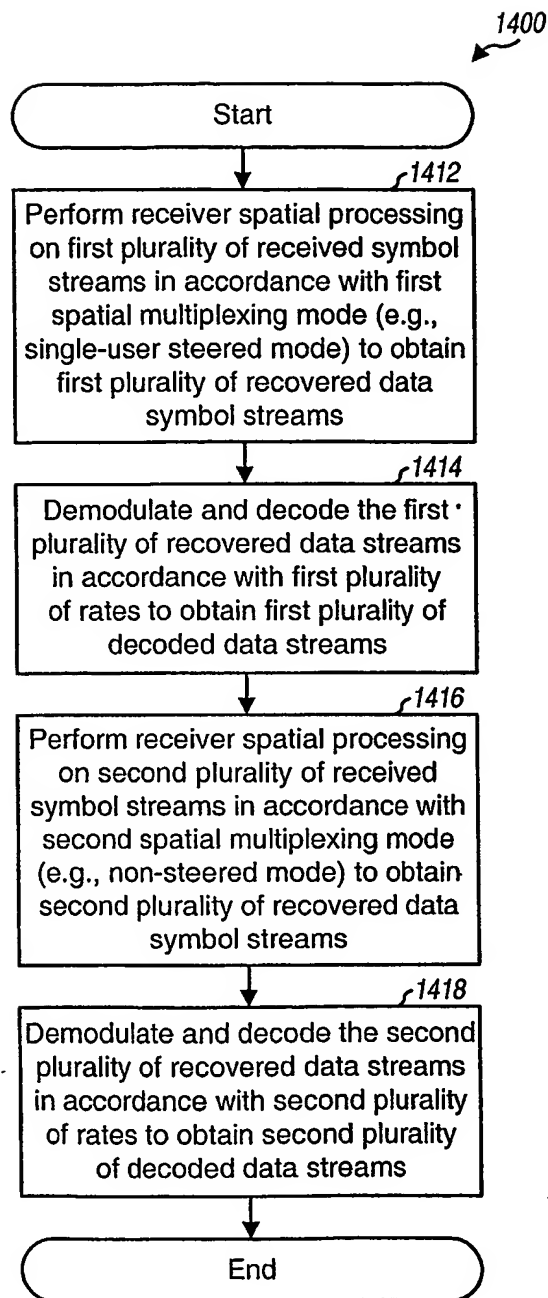 1400
Start
1412
Perform receiver spatial processing
on first plurality of received symbol
streams in accordance with first
spatial multiplexing mode (e.g.,
single-user steered mode) to obtain
first plurality of recovered data
symbol streams
1414
Demodulate and decode the first
plurality of recovered data streams
in accordance with first plurality
of rates to obtain first plurality of
decoded data streams
1416
Perform receiver spatial processing
on second plurality of received
symbol streams in accordance with
second spatial multiplexing mode
(e.g., non-steered mode) to obtain
second plurality of recovered data
symbol streams
1418
Demodulate and decode the second
plurality of recovered data streams
in accordance with second plurality
of rates to obtain second plurality
of decoded data streams
End